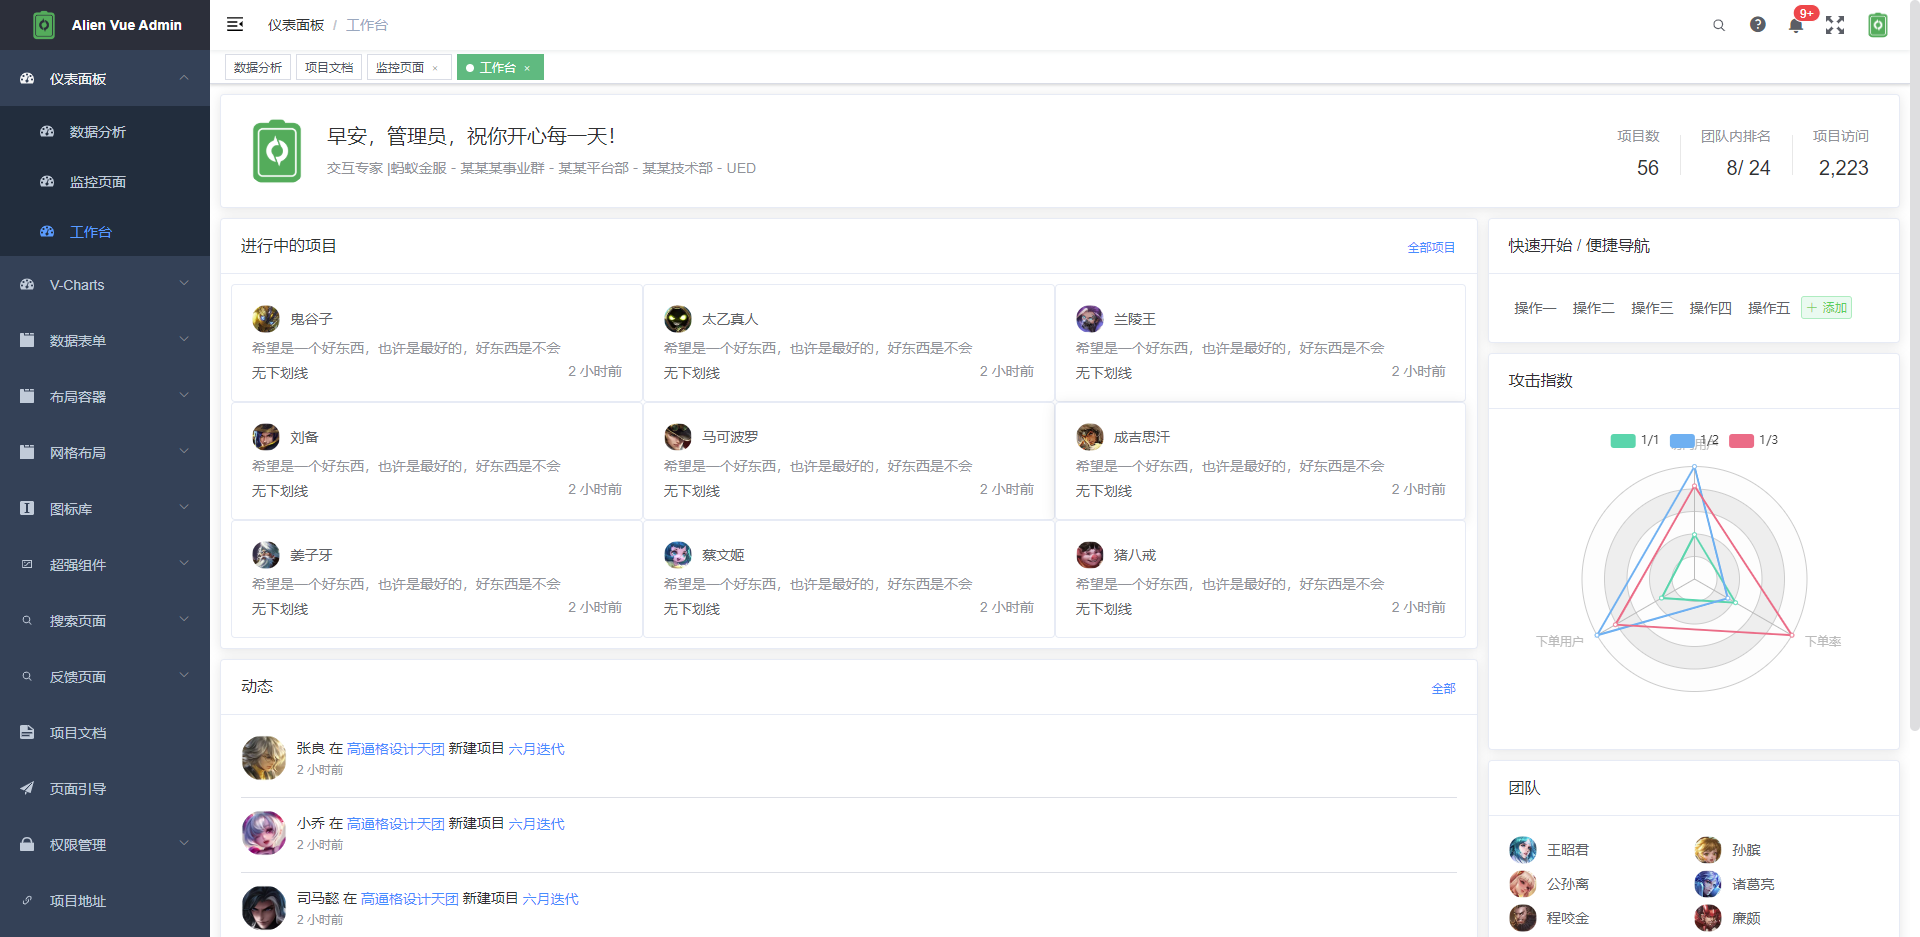 Alien Vue Admin
仪表面板
数据分析
监控页面
工作台
V-Charts
数据表单
布局容器
网格布局
图标库
超强组件
搜索页面
反馈页面
项目文档
页面引导
权限管理
项目地址
仪表面板 / 工作台
9+
数据分析 项目文档 监控页面 × 工作台 ×
早安，管理员，祝你开心每一天！
交互专家 |蚂蚁金服 - 某某某事业群 - 某某平台部 - 某某技术部 - UED
项目数 团队内排名 项目访问
56 8/ 24 2,223
进行中的项目 全部项目
鬼谷子 太乙真人 兰陵王
希望是一个好东西，也许是最好的，好东西是不会 希望是一个好东西，也许是最好的，好东西是不会 希望是一个好东西，也许是最好的，好东西是不会
无下划线 2 小时前 无下划线 2 小时前 无下划线 2 小时前
刘备 马可波罗 成吉思汗
希望是一个好东西，也许是最好的，好东西是不会 希望是一个好东西，也许是最好的，好东西是不会 希望是一个好东西，也许是最好的，好东西是不会
无下划线 2 小时前 无下划线 2 小时前 无下划线 2 小时前
姜子牙 蔡文姬 猪八戒
希望是一个好东西，也许是最好的，好东西是不会 希望是一个好东西，也许是最好的，好东西是不会 希望是一个好东西，也许是最好的，好东西是不会
无下划线 2 小时前 无下划线 2 小时前 无下划线 2 小时前
动态 全部
张良 在 高逼格设计天团 新建项目 六月迭代
2 小时前
小乔 在 高逼格设计天团 新建项目 六月迭代
2 小时前
司马懿 在 高逼格设计天团 新建项目 六月迭代
2 小时前
快速开始 / 便捷导航
操作一 操作二 操作三 操作四 操作五 + 添加
攻击指数
1/1 1/2 1/3
下单用户 下单率
团队
王昭君 孙膑
公孙离 诸葛亮
程咬金 廉颇